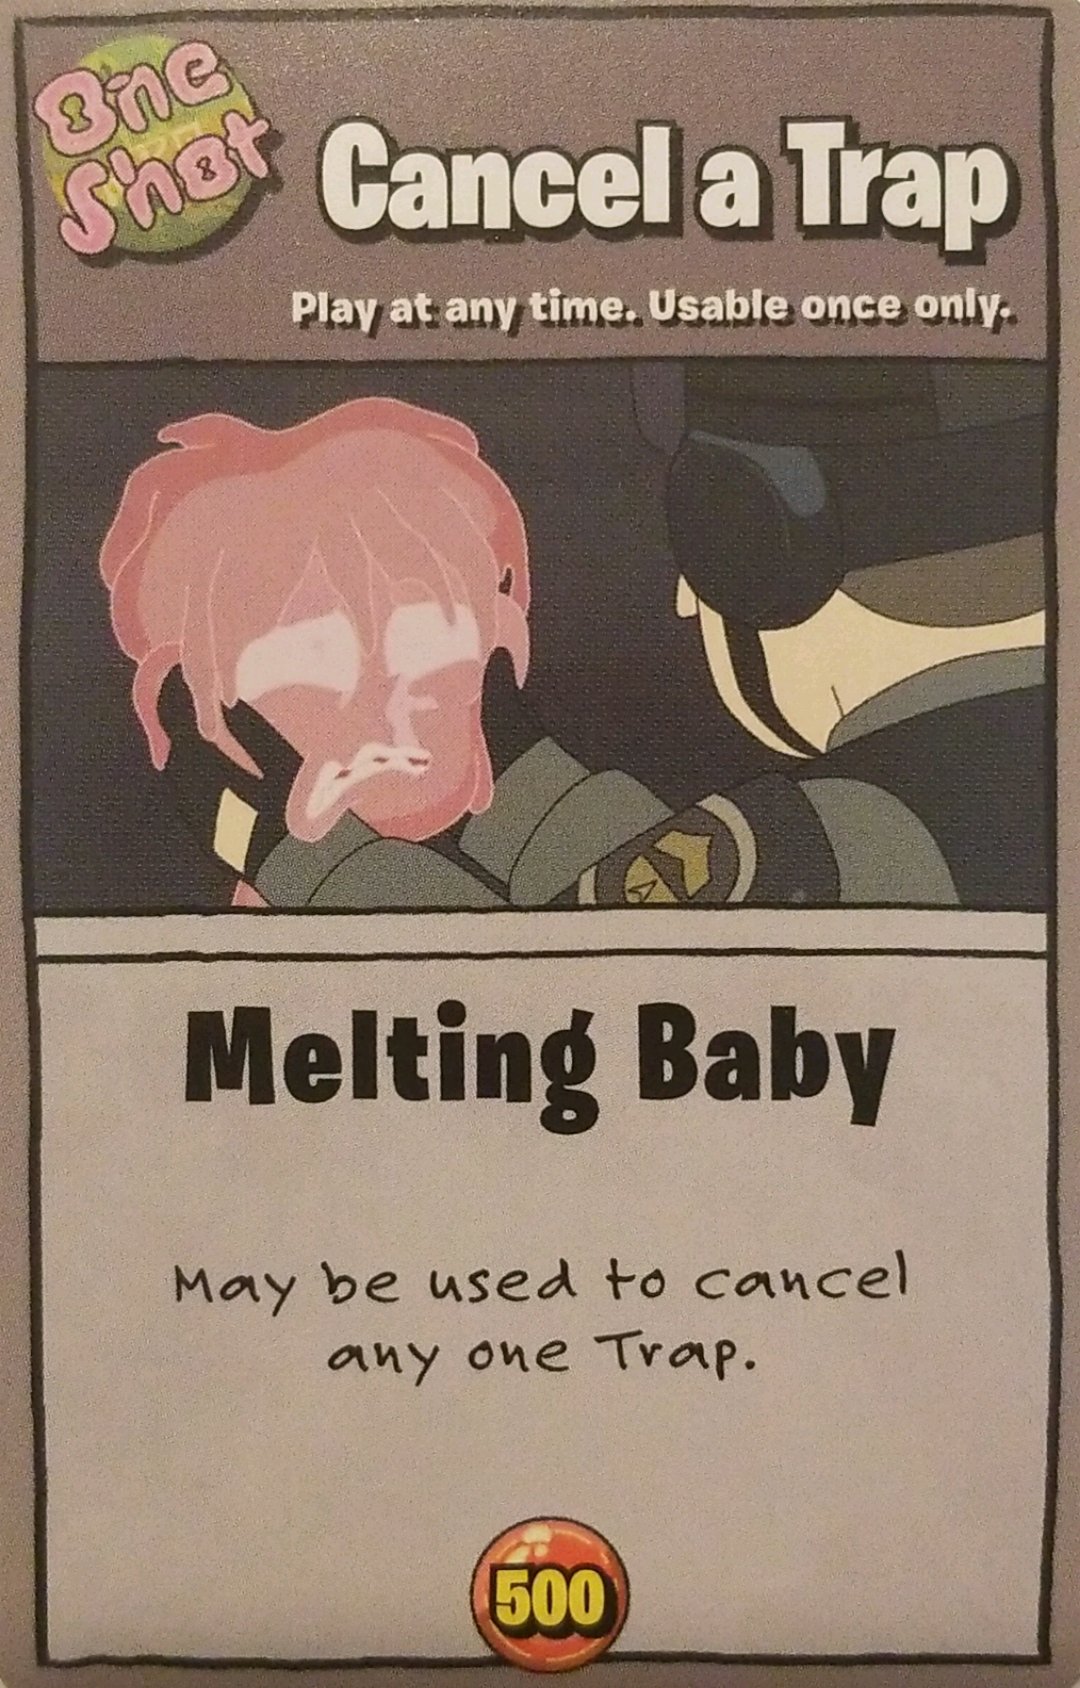 One
Shot
Cancel a Trap
Play at any time. Usable once only.
Melting Baby
May be used to cancel
any one Trap.
500